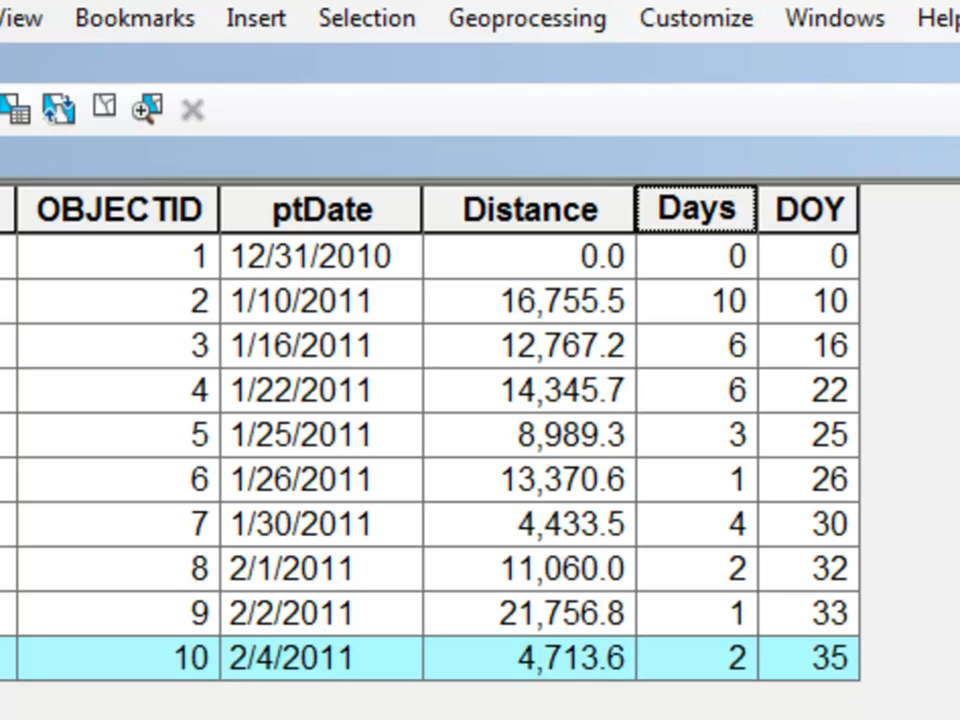 View Bookmarks Insert Selection Geoprocessing Customize Windows Help
OBJECTID ptDate Distance Days DOY
1 12/31/2010 0.0 0 0
2 1/10/2011 16,755.5 10 10
3 1/16/2011 12,767.2 6 16
4 1/22/2011 14,345.7 6 22
5 1/25/2011 8,989.3 3 25
6 1/26/2011 13,370.6 1 26
7 1/30/2011 4,433.5 4 30
8 2/1/2011 11,060.0 2 32
9 2/2/2011 21,756.8 1 33
10 2/4/2011 4,713.6 2 35